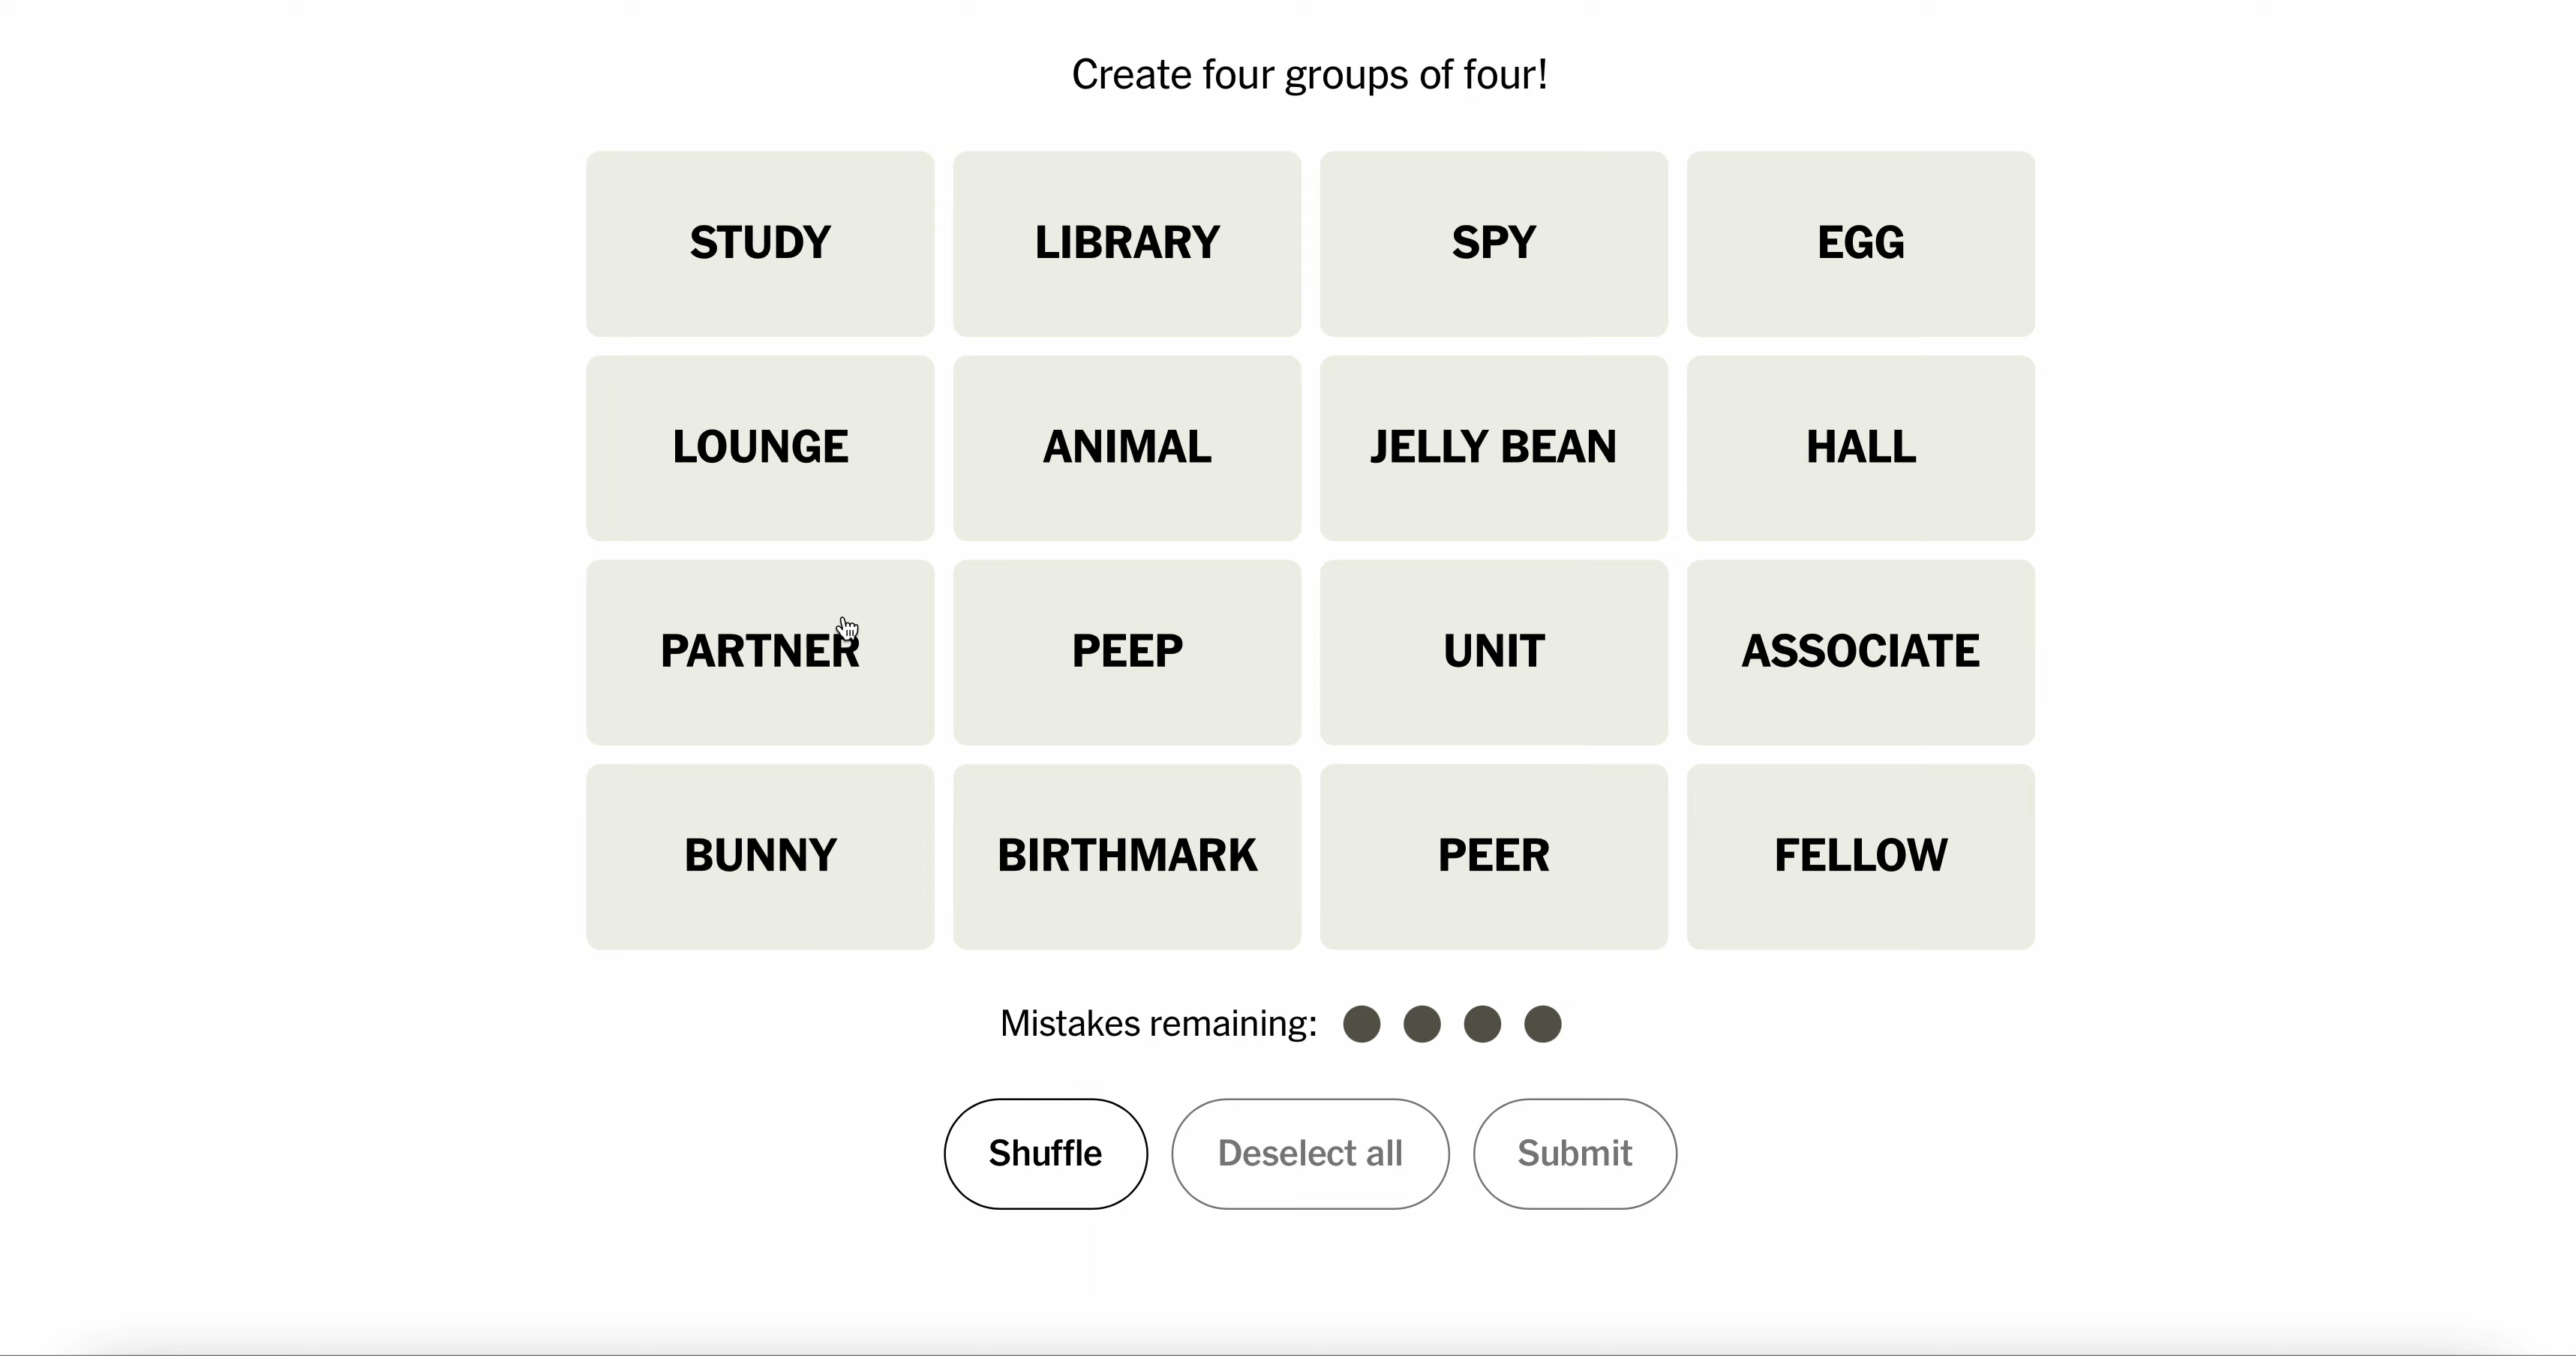 Create four groups of four!
STUDY LIBRARY SPY EGG
LOUNGE ANIMAL JELLY BEAN HALL
PARTNER PEEP UNIT ASSOCIATE
BUNNY BIRTHMARK PEER FELLOW
Mistakes remaining:
Shuffle Deselect all Submit